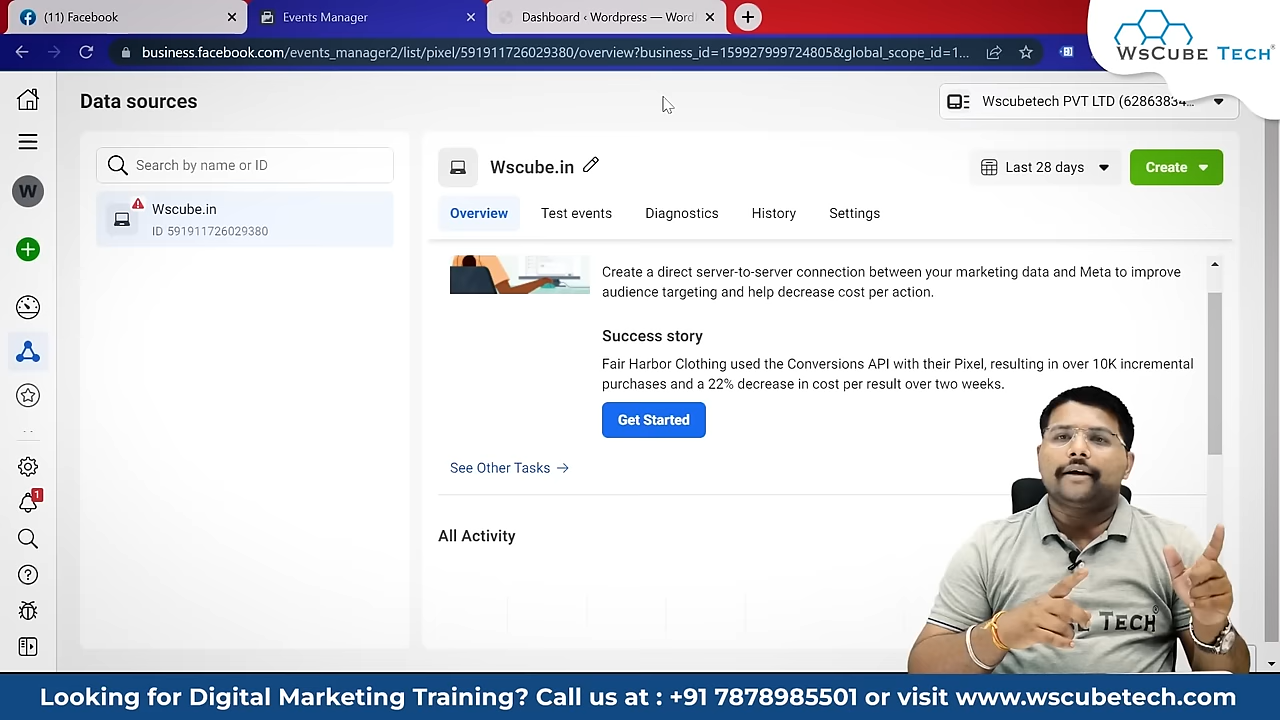 (11) Facebook
Events Manager
Dashboard ‹ Wordpress — Word
business.facebook.com/events_manager2/list/pixel/591911726029380/overview?business_id=1599279997248055&global_scope_id=1...
WsCube Tech®
Data sources
Wscubetech PVT LTD (62863834...
Search by name or ID
W
Wscube.in
ID 591911726029380
Wscube.in
Last 28 days
Create
Overview
Test events
Diagnostics
History
Settings
Create a direct server-to-server connection between your marketing data and Meta to improve
audience targeting and help decrease cost per action.
Success story
Fair Harbor Clothing used the Conversions API with their Pixel, resulting in over 10K incremental
purchases and a 22% decrease in cost per result over two weeks.
Get Started
See Other Tasks →
1
All Activity
BE TECH
Looking for Digital Marketing Training? Call us at : +91 7878985501 or visit www.wscubetech.com